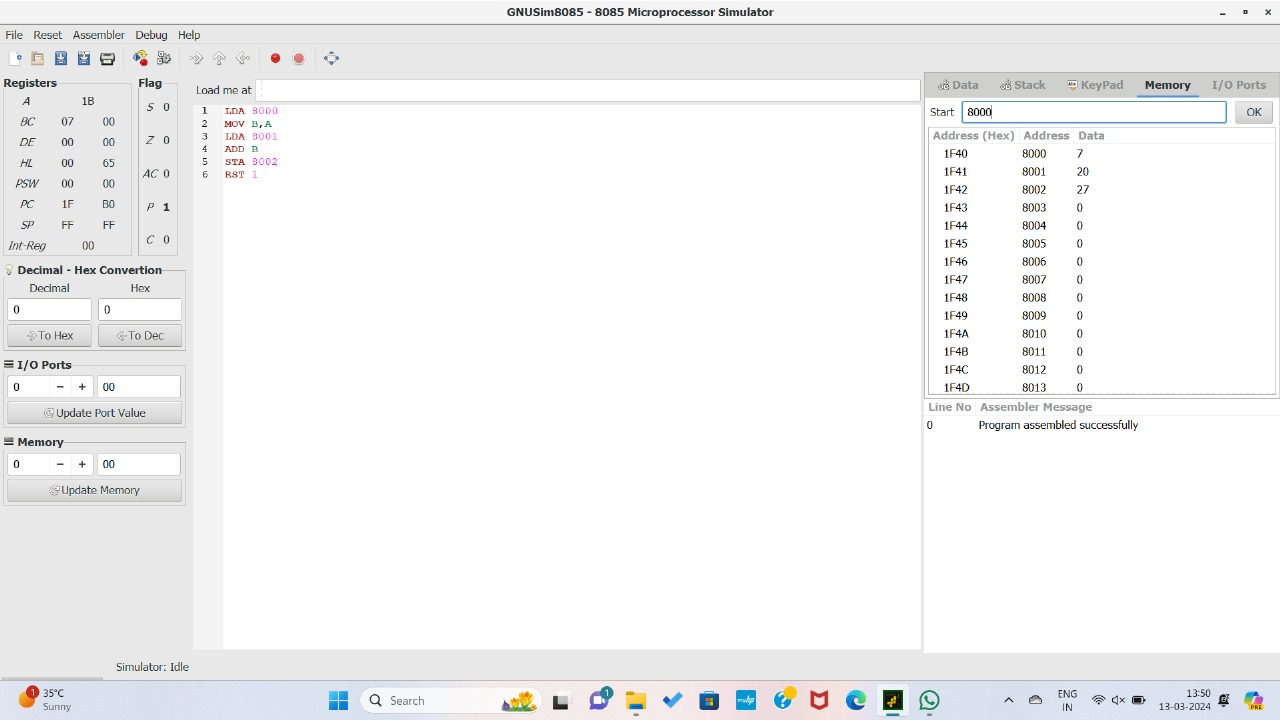 GNUSim8085 - 8085 Microprocessor Simulator
File Reset Assembler Debug Help
Registers
A 1B
BC 07 00
DE 00 00
HL 00 65
PSW 00 00
PC 1F B0
SP FF FF
Int-Reg 00
Flag
S 0
Z 0
AC 0
P 1
C 0
Decimal - Hex Convertion
Decimal Hex
0 0
To Hex To Dec
I/O Ports
0 − + 00
Update Port Value
Memory
0 − + 00
Update Memory
Load me at
1 LDA 8000
2 MOV B,A
3 LDA 8001
4 ADD B
5 STA 8002
6 RST 1
Data Stack KeyPad Memory I/O Ports
Start 8000 OK
Address (Hex) Address Data
1F40 8000 7
1F41 8001 20
1F42 8002 27
1F43 8003 0
1F44 8004 0
1F45 8005 0
1F46 8006 0
1F47 8007 0
1F48 8008 0
1F49 8009 0
1F4A 8010 0
1F4B 8011 0
1F4C 8012 0
1F4D 8013 0
Line No Assembler Message
0 Program assembled successfully
Simulator: Idle
1
35°C
Sunny
Search
1
ENG
IN
13:50
13-03-2024
PRE